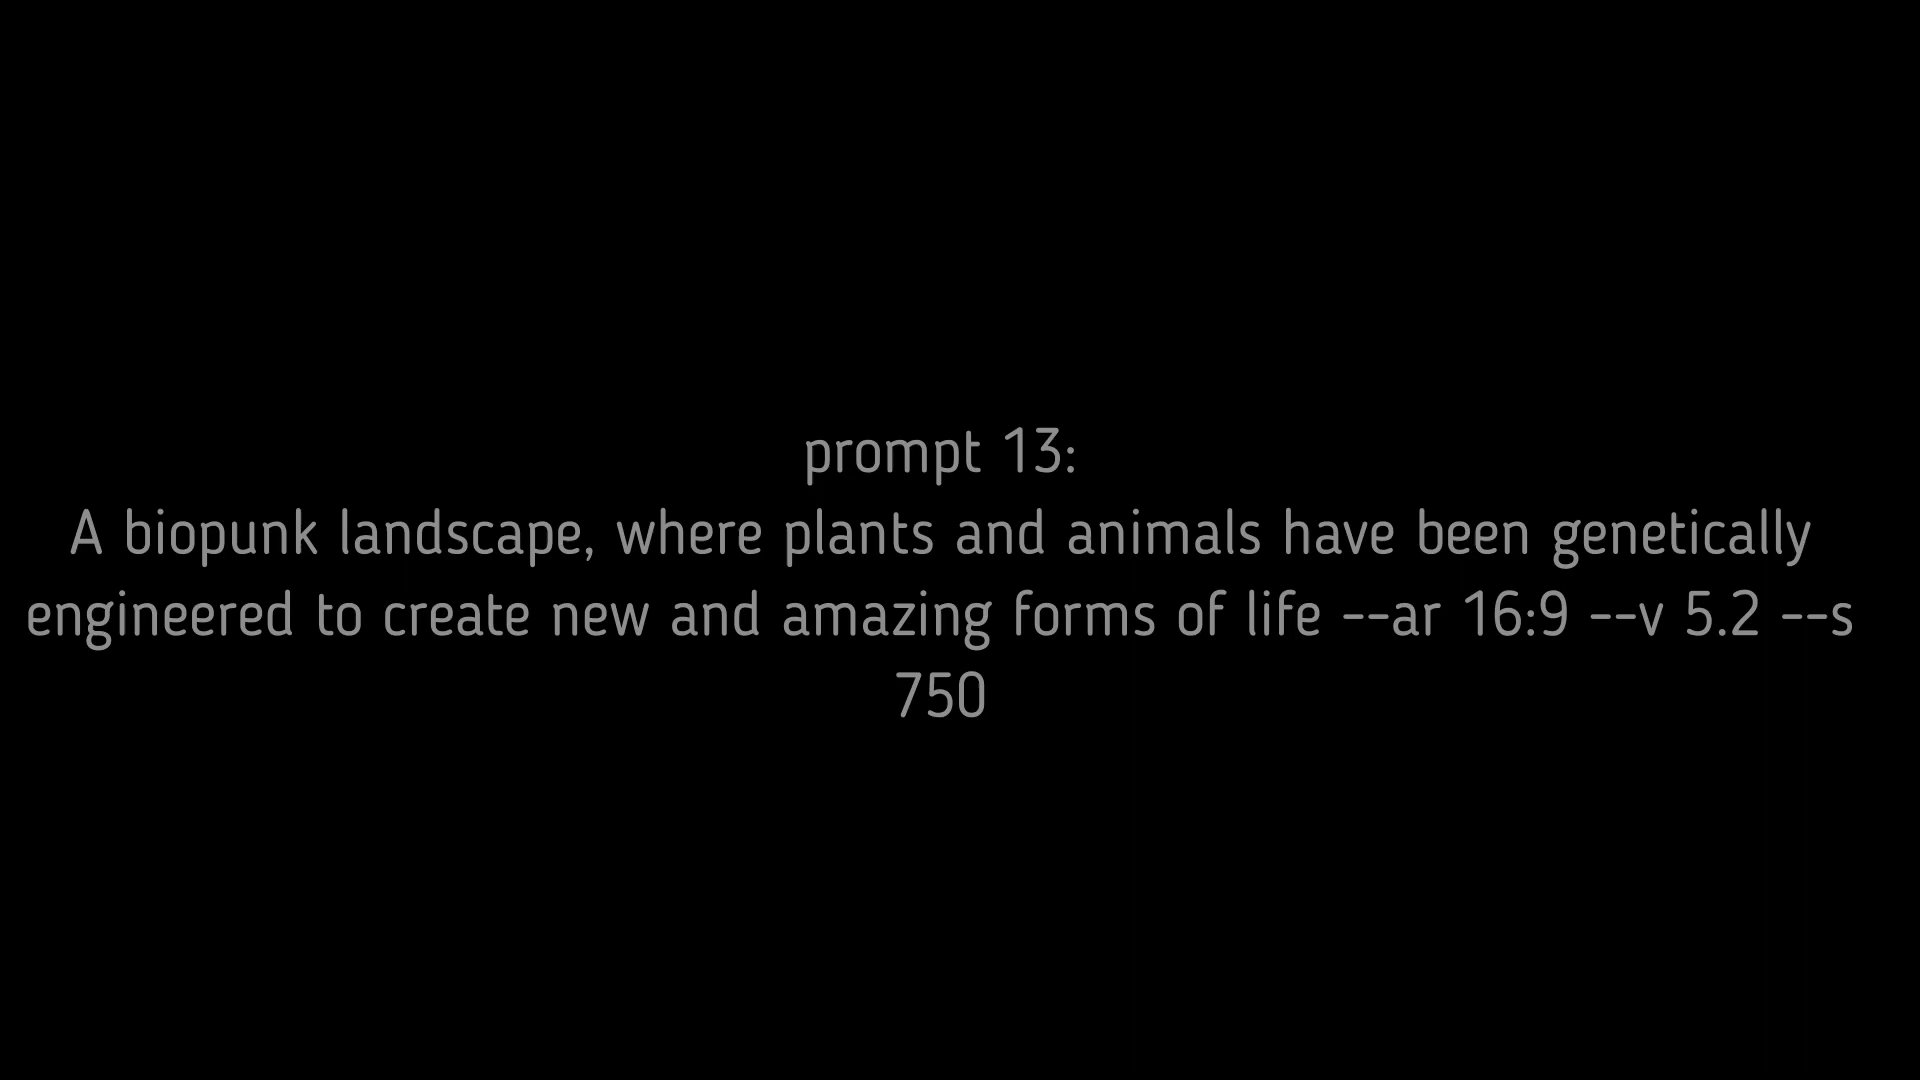 prompt 13:
A biopunk landscape, where plants and animals have been genetically
engineered to create new and amazing forms of life --ar 16:9 --v 5.2 --s
750